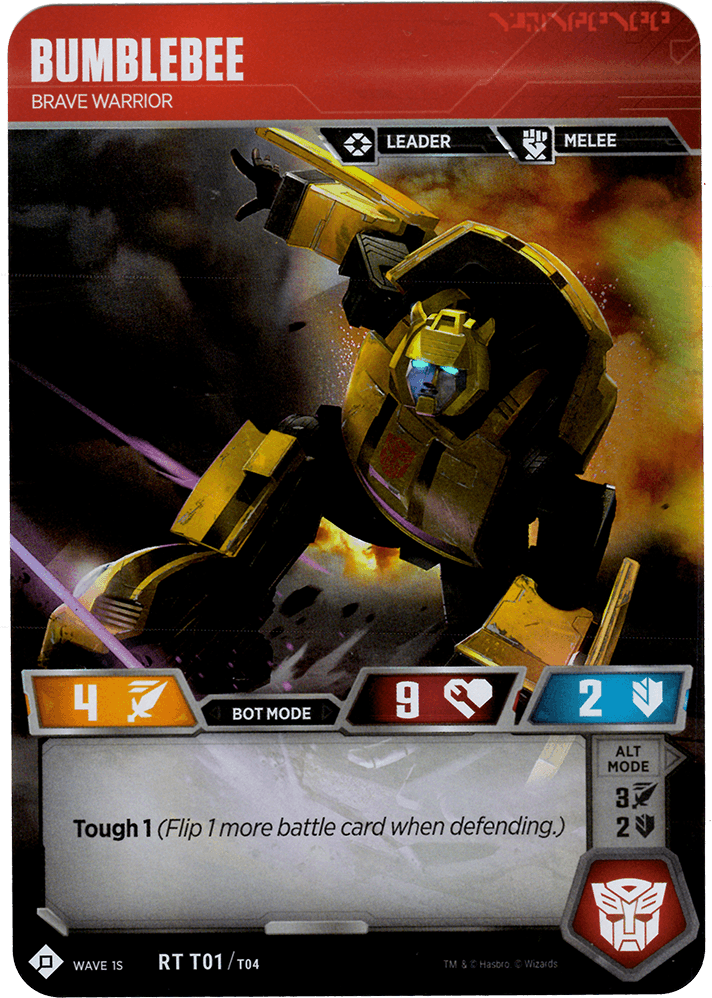 BUMBLEBEE
BRAVE WARRIOR
LEADER
MELEE
4
BOT MODE
9
2
ALT
MODE
3
2
Tough 1 (Flip 1 more battle card when defending.)
WAVE 1S
RT T01/T04
TM & © Hasbro. © Wizards.